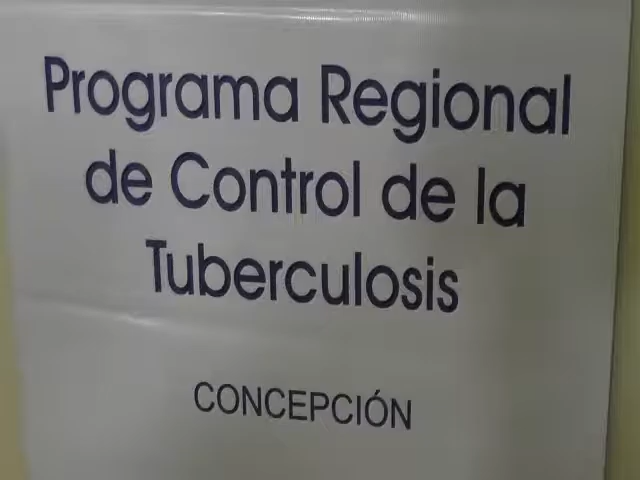 Programa Regional
de Control de la
Tuberculosis
CONCEPCIÓN